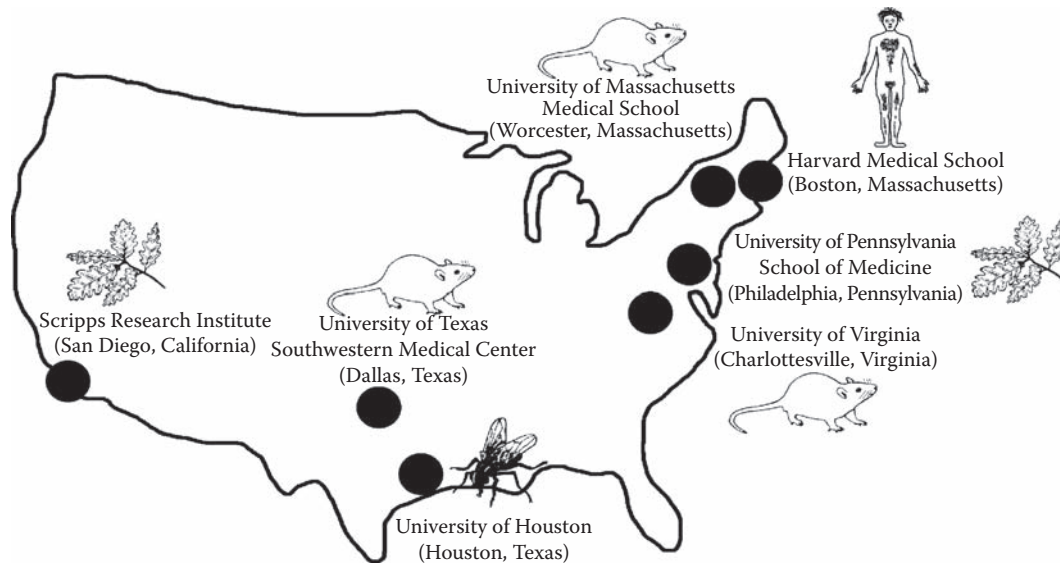 University of Massachusetts
Medical School
(Worcester, Massachusetts)
Harvard Medical School
(Boston, Massachusetts)
University of Pennsylvania
School of Medicine
(Philadelphia, Pennsylvania)
Scripps Research Institute
(San Diego, California)
University of Texas
Southwestern Medical Center
(Dallas, Texas)
University of Virginia
(Charlottesville, Virginia)
University of Houston
(Houston, Texas)